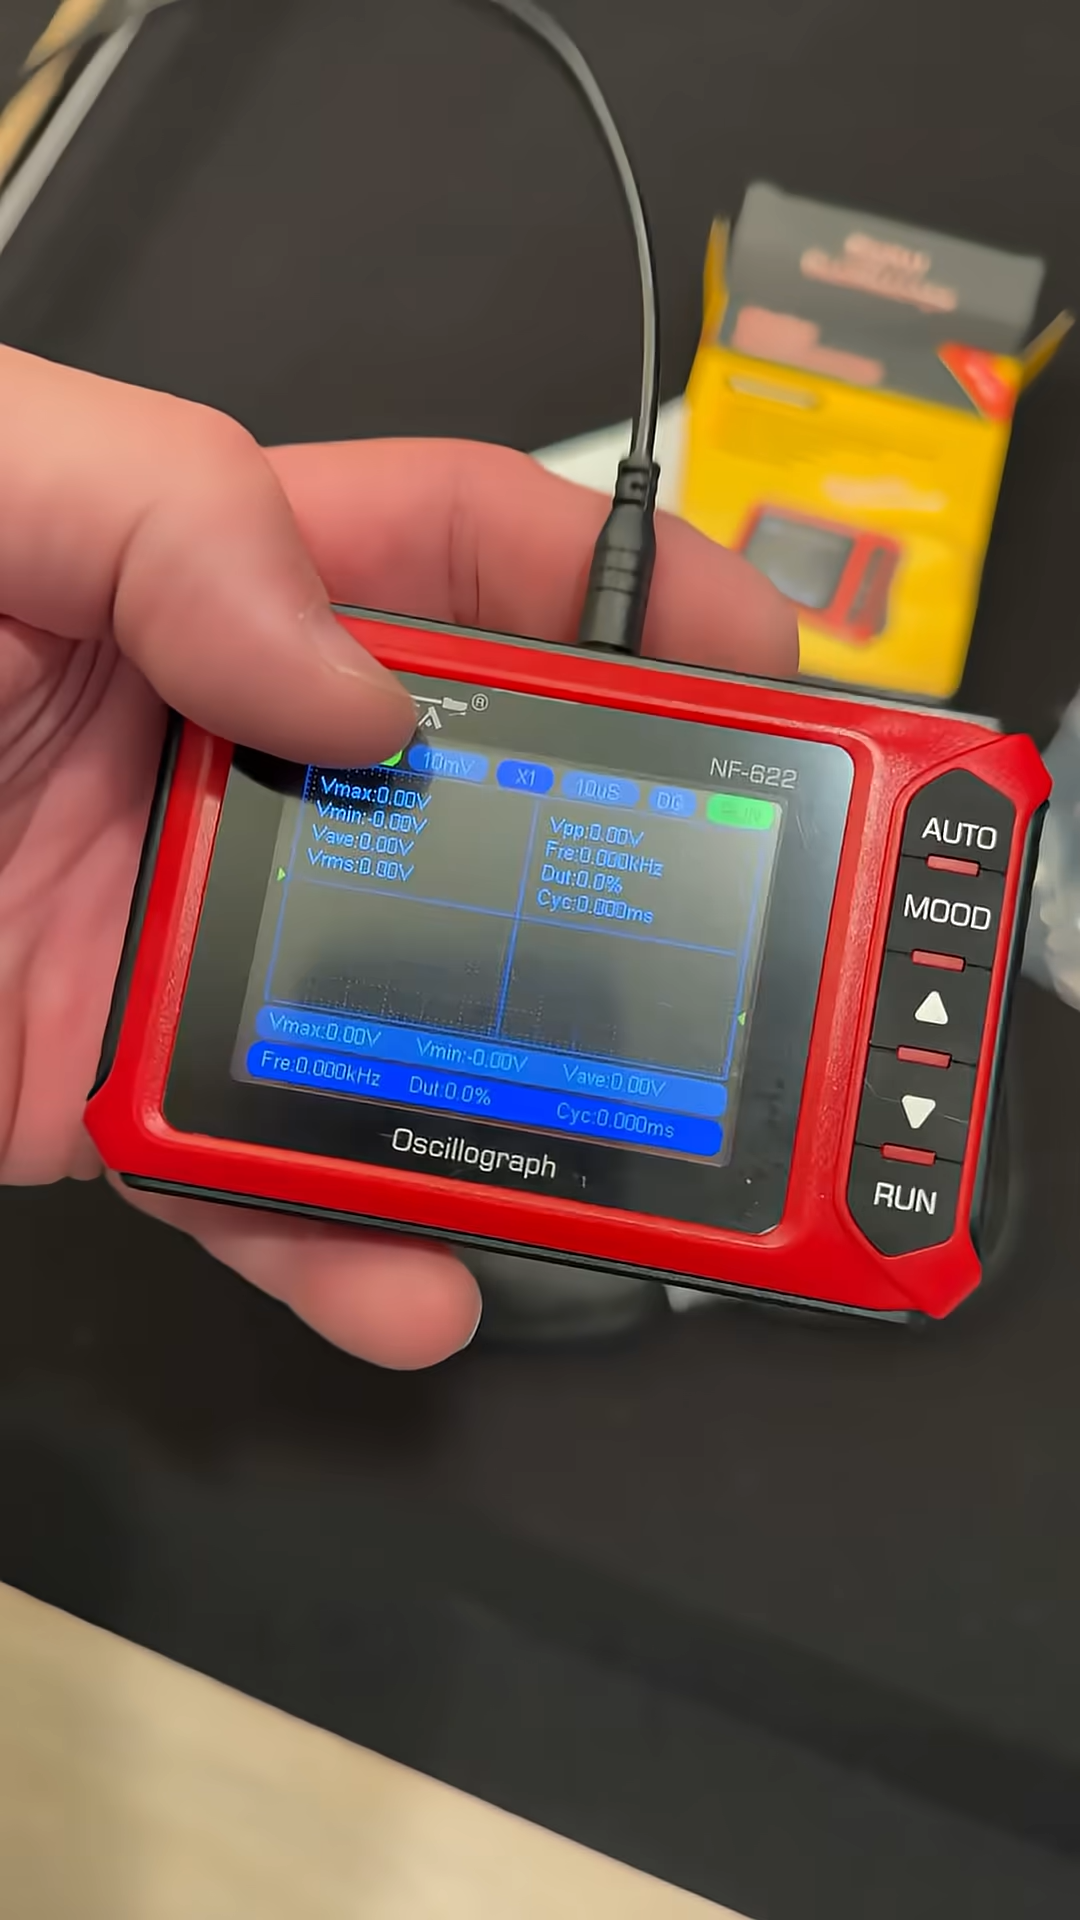 ®
NF-622
10mV X1 10uS DC RUN
Vmax:0.00V
Vmin:-0.00V
Vave:0.00V
Vrms:0.00V
Vpp:0.00V
Fre:0.000kHz
Dut:0.0%
Cyc:0.000ms
Vmax:0.00V Vmin:-0.00V Vave:0.00V
Fre:0.000kHz Dut:0.0% Cyc:0.000ms
Oscillograph
AUTO
MOOD
RUN